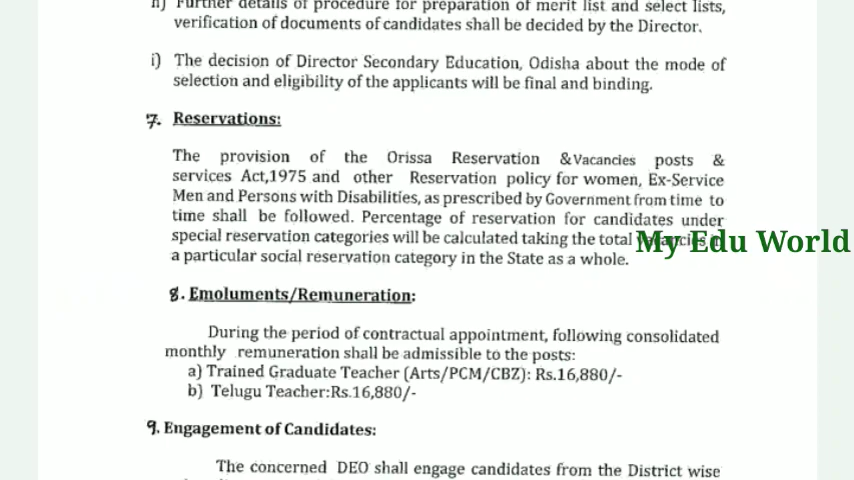 h) Further details of procedure for preparation of merit list and select lists,
verification of documents of candidates shall be decided by the Director.
i) The decision of Director Secondary Education, Odisha about the mode of
selection and eligibility of the applicants will be final and binding.
7. Reservations:
The provision of the Orissa Reservation &Vacancies posts &
services Act,1975 and other Reservation policy for women, Ex-Service
Men and Persons with Disabilities, as prescribed by Government from time to
time shall be followed. Percentage of reservation for candidates under
special reservation categories will be calculated taking the total vacancies in
My Edu World
a particular social reservation category in the State as a whole.
8. Emoluments/Remuneration:
During the period of contractual appointment, following consolidated
monthly remuneration shall be admissible to the posts:
a) Trained Graduate Teacher (Arts/PCM/CBZ): Rs.16,880/-
b) Telugu Teacher:Rs.16,880/-
9. Engagement of Candidates:
The concerned DEO shall engage candidates from the District wise